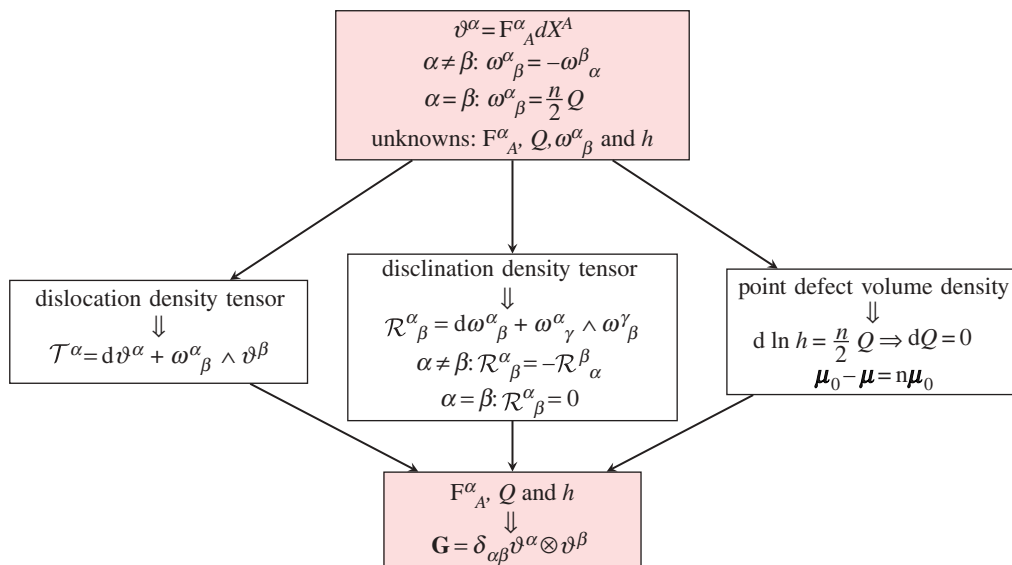 ϑ^α = F^α_A dX^A
α ≠ β: ω^α_β = –ω^β_α
α = β: ω^α_β = n/2 Q
unknowns: F^α_A, Q, ω^α_β and h
dislocation density tensor
⇓
𝒯^α = dϑ^α + ω^α_β ∧ ϑ^β
disclination density tensor
⇓
ℛ^α_β = dω^α_β + ω^α_γ ∧ ω^γ_β
α ≠ β: ℛ^α_β = –ℛ^β_α
α = β: ℛ^α_β = 0
point defect volume density
⇓
d ln h = n/2 Q ⇒ dQ = 0
𝛍₀ – 𝛍 = n𝛍₀
F^α_A, Q and h
⇓
𝐆 = δ_αβ ϑ^α ⊗ ϑ^β